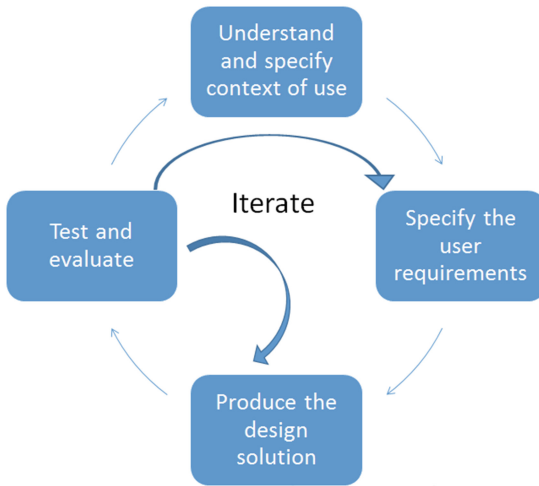 Understand
and specify
context of use
Iterate
Test and
evaluate
Specify the
user
requirements
Produce the
design
solution